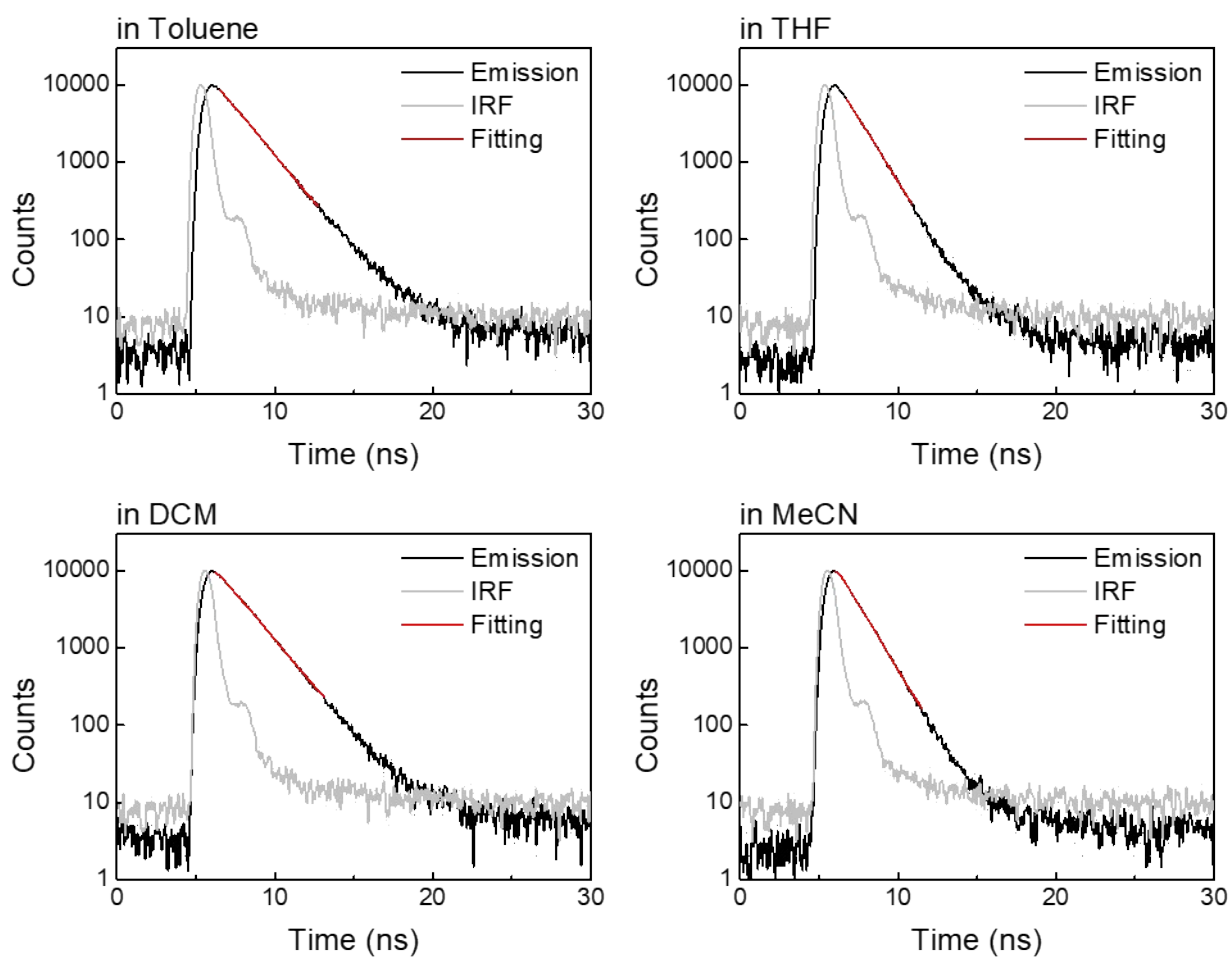 in Toluene
Emission
IRF
Fitting
10000
1000
100
10
1
Counts
0
10
20
30
Time (ns)
in THF
Emission
IRF
Fitting
10000
1000
100
10
1
Counts
0
10
20
30
Time (ns)
in DCM
Emission
IRF
Fitting
10000
1000
100
10
1
Counts
0
10
20
30
Time (ns)
in MeCN
Emission
IRF
Fitting
10000
1000
100
10
1
Counts
0
10
20
30
Time (ns)